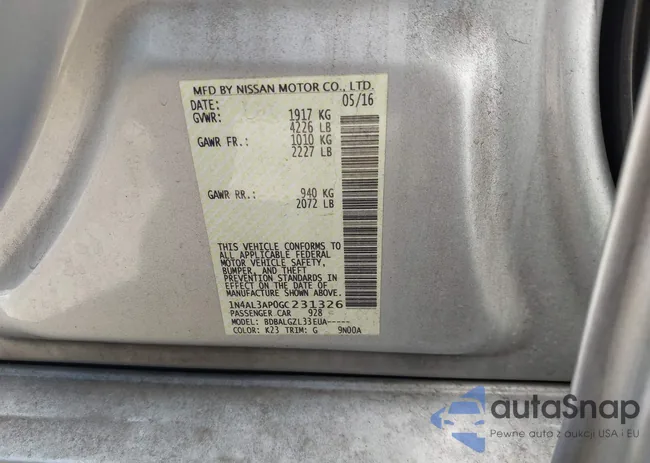 MFD BY NISSAN MOTOR CO., LTD.
DATE: 05/16
GVWR: 1917 KG
4226 LB
GAWR FR.: 1010 KG
2227 LB
GAWR RR.: 940 KG
2072 LB
THIS VEHICLE CONFORMS TO
ALL APPLICABLE FEDERAL
MOTOR VEHICLE SAFETY,
BUMPER, AND THEFT
PREVENTION STANDARDS IN
EFFECT ON THE DATE OF
MANUFACTURE SHOWN ABOVE.
1N4AL3AP0GC231326
PASSENGER CAR 928
MODEL: BDBALGZL33EUA-----
COLOR: K23 TRIM: G 9N00A
autaSnap
Pewne auto z aukcji USA i EU